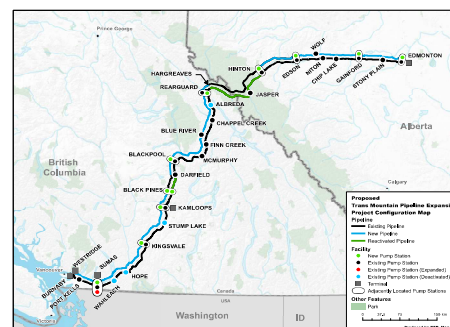 Prince George
HARGREAVES
REARGUARD
HINTON
WOLF
EDSON
NITON
CHIP LAKE
GAINFORD
STONY PLAIN
EDMONTON
JASPER
ALBREDA
CHAPPEL CREEK
BLUE RIVER
FINN CREEK
Alberta
British
Columbia
BLACKPOOL
MCMURPHY
DARFIELD
BLACK PINES
KAMLOOPS
Calgary
STUMP LAKE
KINGSVALE
Vancouver
WESTRIDGE
BURNABY
SUMAS
PORT KELLS
HOPE
WAHLEACH
Victoria
CANADA
USA
Washington
ID
Proposed
Trans Mountain Pipeline Expansi
Project Configuration Map
Pipeline
Existing Pipeline
New Pipeline
Reactivated Pipeline
Facility
New Pump Station
Existing Pump Station
Existing Pump Station (Expanded)
Existing Pump Station (Deactivated)
Terminal
Adjacently Located Pump Stations
Other Features
Park